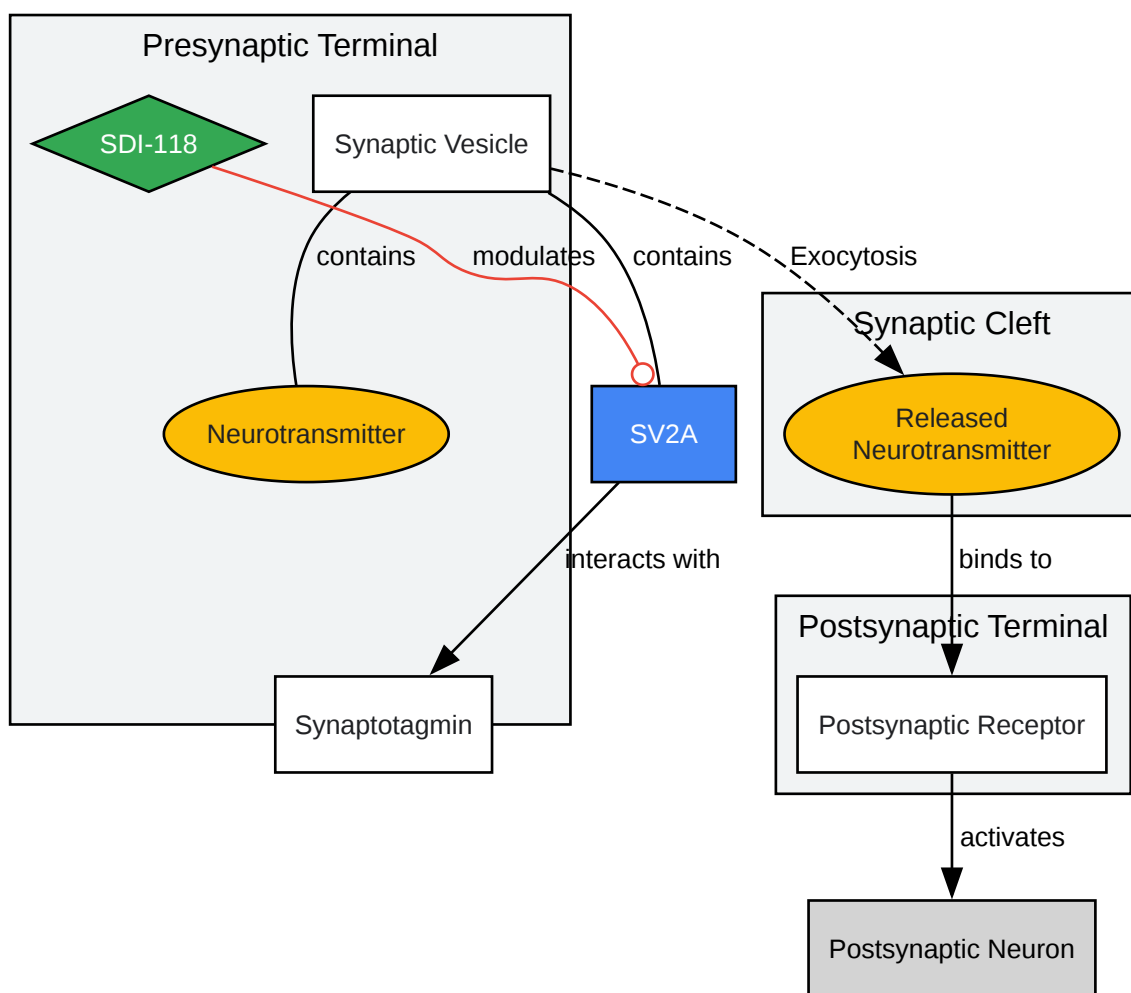 Presynaptic Terminal
SDI-118
Synaptic Vesicle
contains
modulates
contains
Exocytosis
Synaptic Cleft
Neurotransmitter
SV2A
Released
Neurotransmitter
interacts with
binds to
Postsynaptic Terminal
Synaptotagmin
Postsynaptic Receptor
activates
Postsynaptic Neuron